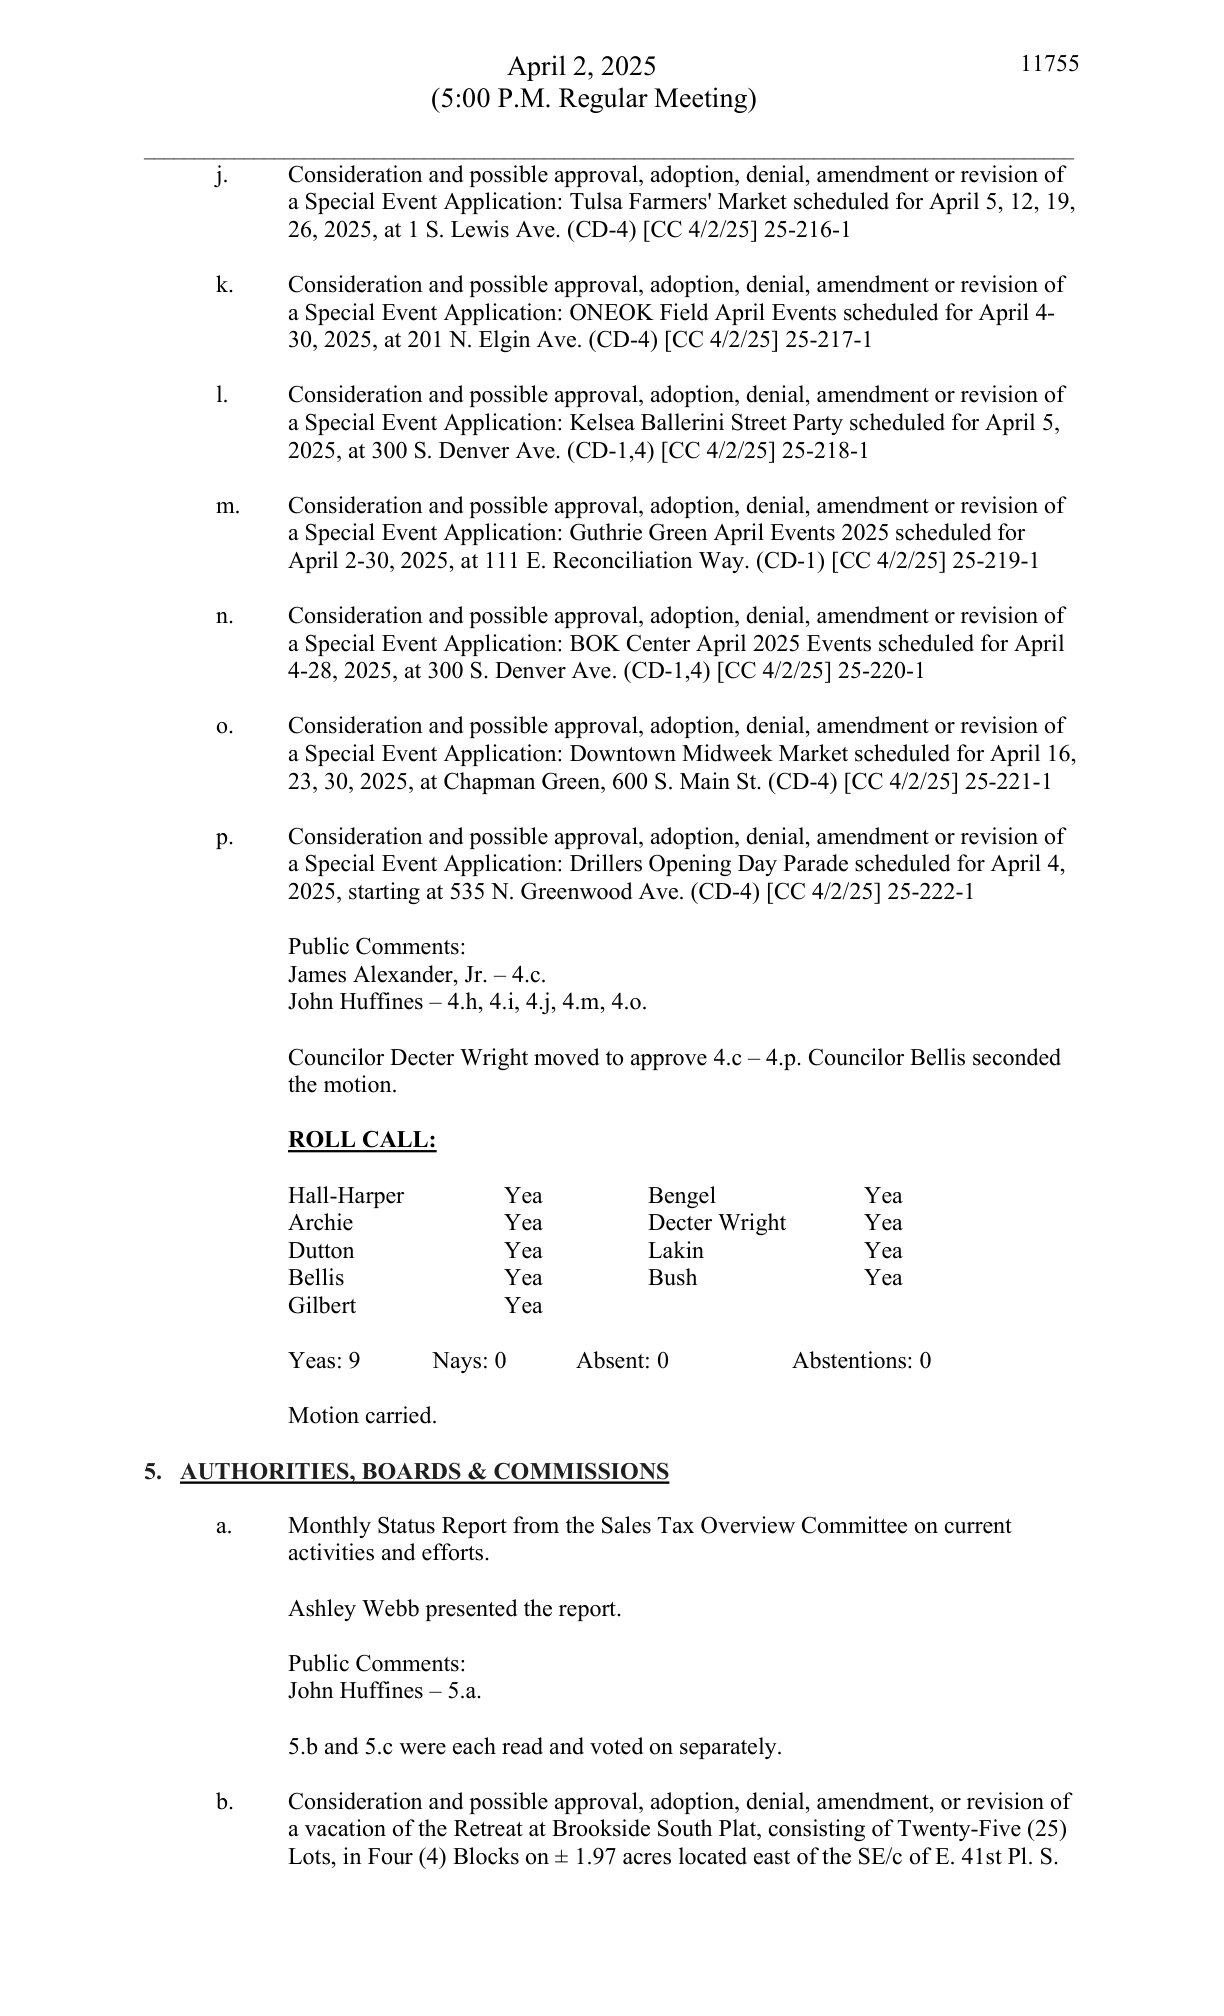 April 2, 2025
11755
(5:00 P.M. Regular Meeting)
j. Consideration and possible approval, adoption, denial, amendment or revision of
a Special Event Application: Tulsa Farmers' Market scheduled for April 5, 12, 19,
26, 2025, at 1 S. Lewis Ave. (CD-4) [CC 4/2/25] 25-216-1
k. Consideration and possible approval, adoption, denial, amendment or revision of
a Special Event Application: ONEOK Field April Events scheduled for April 4-
30, 2025, at 201 N. Elgin Ave. (CD-4) [CC 4/2/25] 25-217-1
l. Consideration and possible approval, adoption, denial, amendment or revision of
a Special Event Application: Kelsea Ballerini Street Party scheduled for April 5,
2025, at 300 S. Denver Ave. (CD-1,4) [CC 4/2/25] 25-218-1
m. Consideration and possible approval, adoption, denial, amendment or revision of
a Special Event Application: Guthrie Green April Events 2025 scheduled for
April 2-30, 2025, at 111 E. Reconciliation Way. (CD-1) [CC 4/2/25] 25-219-1
n. Consideration and possible approval, adoption, denial, amendment or revision of
a Special Event Application: BOK Center April 2025 Events scheduled for April
4-28, 2025, at 300 S. Denver Ave. (CD-1,4) [CC 4/2/25] 25-220-1
o. Consideration and possible approval, adoption, denial, amendment or revision of
a Special Event Application: Downtown Midweek Market scheduled for April 16,
23, 30, 2025, at Chapman Green, 600 S. Main St. (CD-4) [CC 4/2/25] 25-221-1
p. Consideration and possible approval, adoption, denial, amendment or revision of
a Special Event Application: Drillers Opening Day Parade scheduled for April 4,
2025, starting at 535 N. Greenwood Ave. (CD-4) [CC 4/2/25] 25-222-1
Public Comments:
James Alexander, Jr. – 4.c.
John Huffines – 4.h, 4.i, 4.j, 4.m, 4.o.
Councilor Decter Wright moved to approve 4.c – 4.p. Councilor Bellis seconded
the motion.
ROLL CALL:
Hall-Harper Yea Bengel Yea
Archie Yea Decter Wright Yea
Dutton Yea Lakin Yea
Bellis Yea Bush Yea
Gilbert Yea
Yeas: 9 Nays: 0 Absent: 0 Abstentions: 0
Motion carried.
5. AUTHORITIES, BOARDS & COMMISSIONS
a. Monthly Status Report from the Sales Tax Overview Committee on current
activities and efforts.
Ashley Webb presented the report.
Public Comments:
John Huffines – 5.a.
5.b and 5.c were each read and voted on separately.
b. Consideration and possible approval, adoption, denial, amendment, or revision of
a vacation of the Retreat at Brookside South Plat, consisting of Twenty-Five (25)
Lots, in Four (4) Blocks on ± 1.97 acres located east of the SE/c of E. 41st Pl. S.